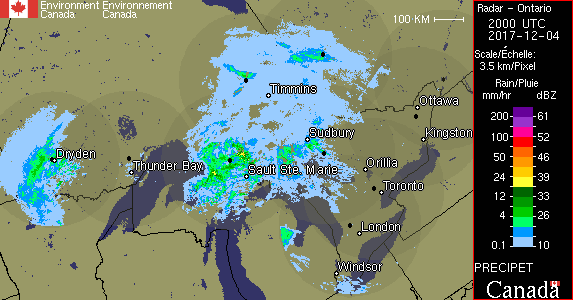 Environment Environnement
Canada Canada
100 KM
Timmins
Ottawa
Sudbury
Kingston
Dryden
Thunder Bay
Sault Ste. Marie
Orillia
Toronto
London
Windsor
Radar - Ontario
2000 UTC
2017-12-04
Scale/Échelle:
3.5 km/Pixel
Rain/Pluie
mm/hr dBZ
200 61
100 52
50 46
24 39
12 33
4 26
0.1 10
PRECIPET
Canada